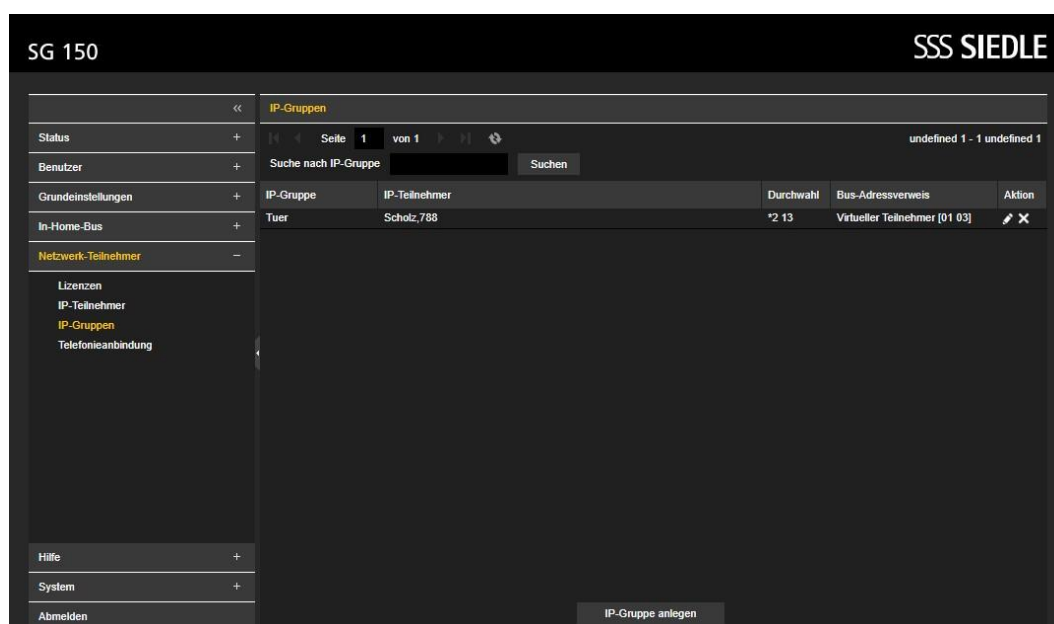 SG 150
SSS SIEDLE
«
IP-Gruppen
Status +
Seite 1 von 1
undefined 1 - 1 undefined 1
Benutzer +
Suche nach IP-Gruppe
Suchen
Grundeinstellungen +
IP-Gruppe IP-Teilnehmer Durchwahl Bus-Adressverweis Aktion
In-Home-Bus +
Tuer Scholz,788 *2 13 Virtueller Teilnehmer [01 03]
Netzwerk-Teilnehmer −
Lizenzen
IP-Teilnehmer
IP-Gruppen
Telefonieanbindung
Hilfe +
System +
Abmelden
IP-Gruppe anlegen